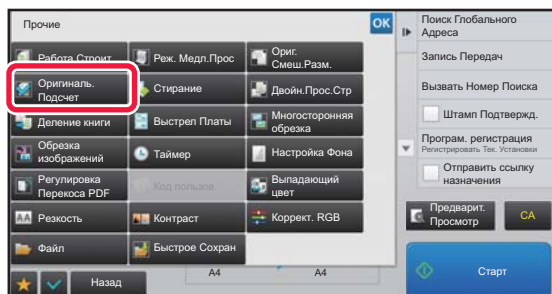 Прочие
OK
Работа Строит
Реж. Медл.Прос
Ориг.
Смеш.Разм.
Оригиналь.
Подсчет
Стирание
Двойн.Прос.Стр
Деление книги
Выстрел Платы
Многосторонняя
обрезка
Обрезка
изображений
Таймер
Настройка Фона
Регулировка
Перекоса PDF
Код пользов.
Выпадающий
цвет
AA
Резкость
Контраст
Коррект. RGB
Файл
Быстрое Сохран
Назад
A4
A4
Поиск Глобального
Адреса
Запись Передач
Вызвать Номер Поиска
Штамп Подтвержд.
Програм. регистрация
Регистрировать Тек. Установки
Отправить ссылку
назначения
Предварит.
Просмотр
CA
Старт